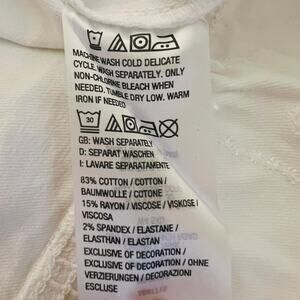 MACHINE WASH COLD DELICATE
CYCLE. WASH SEPARATELY. ONLY
NON-CHLORINE BLEACH WHEN
NEEDED. TUMBLE DRY LOW. WARM
IRON IF NEEDED
30
GB: WASH SEPARATELY
D: SEPARAT WASCHEN
I: LAVARE SEPARATAMENTE
83% COTTON / COTTON /
BAUMWOLLE / COTONE
15% RAYON / VISCOSE / VISKOSE /
VISCOSA
2% SPANDEX / ELASTANE /
ELASTHAN / ELASTAN
EXCLUSIVE OF DECORATION /
EXCLUSIVE OF DECORATION / OHNE
VERZIERUNGEN / DECORAZIONI
ESCLUSE